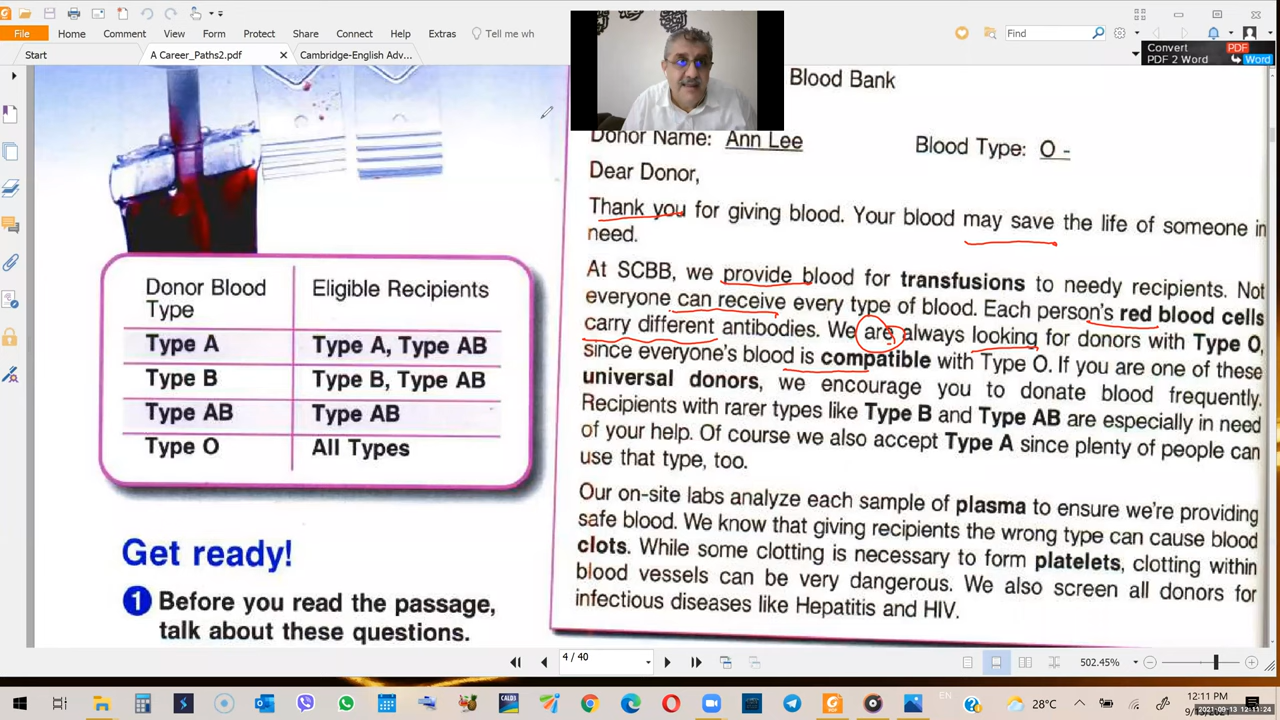 File Home Comment View Form Protect Share Connect Help Extras Tell me wh
Find
Start A Career_Paths2.pdf Cambridge-English Adv...
Convert PDF
PDF 2 Word Word
Blood Bank
Donor Name: Ann Lee Blood Type: O -
Dear Donor,
Thank you for giving blood. Your blood may save the life of someone in
need.
At SCBB, we provide blood for transfusions to needy recipients. Not
everyone can receive every type of blood. Each person's red blood cells
carry different antibodies. We are always looking for donors with Type O,
since everyone's blood is compatible with Type O. If you are one of these
universal donors, we encourage you to donate blood frequently.
Recipients with rarer types like Type B and Type AB are especially in need
of your help. Of course we also accept Type A since plenty of people can
use that type, too.
Our on-site labs analyze each sample of plasma to ensure we're providing
safe blood. We know that giving recipients the wrong type can cause blood
clots. While some clotting is necessary to form platelets, clotting within
blood vessels can be very dangerous. We also screen all donors for
infectious diseases like Hepatitis and HIV.
Donor Blood
Type Eligible Recipients
Type A Type A, Type AB
Type B Type B, Type AB
Type AB Type AB
Type O All Types
Get ready!
1 Before you read the passage,
talk about these questions.
4 / 40
502.45%
CALDJ
EN
28°C
12:11 PM
2021-09-13 12:11:24